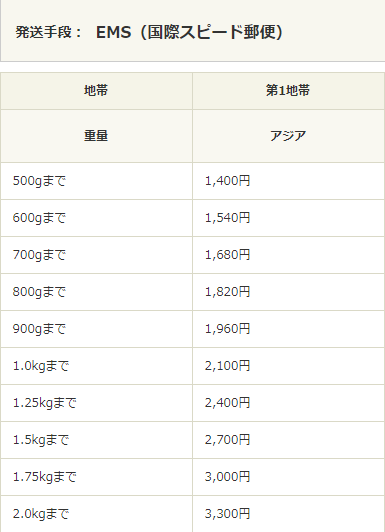 発送手段： EMS（国際スピード郵便）
地帯 第1地帯
重量 アジア
500gまで 1,400円
600gまで 1,540円
700gまで 1,680円
800gまで 1,820円
900gまで 1,960円
1.0kgまで 2,100円
1.25kgまで 2,400円
1.5kgまで 2,700円
1.75kgまで 3,000円
2.0kgまで 3,300円